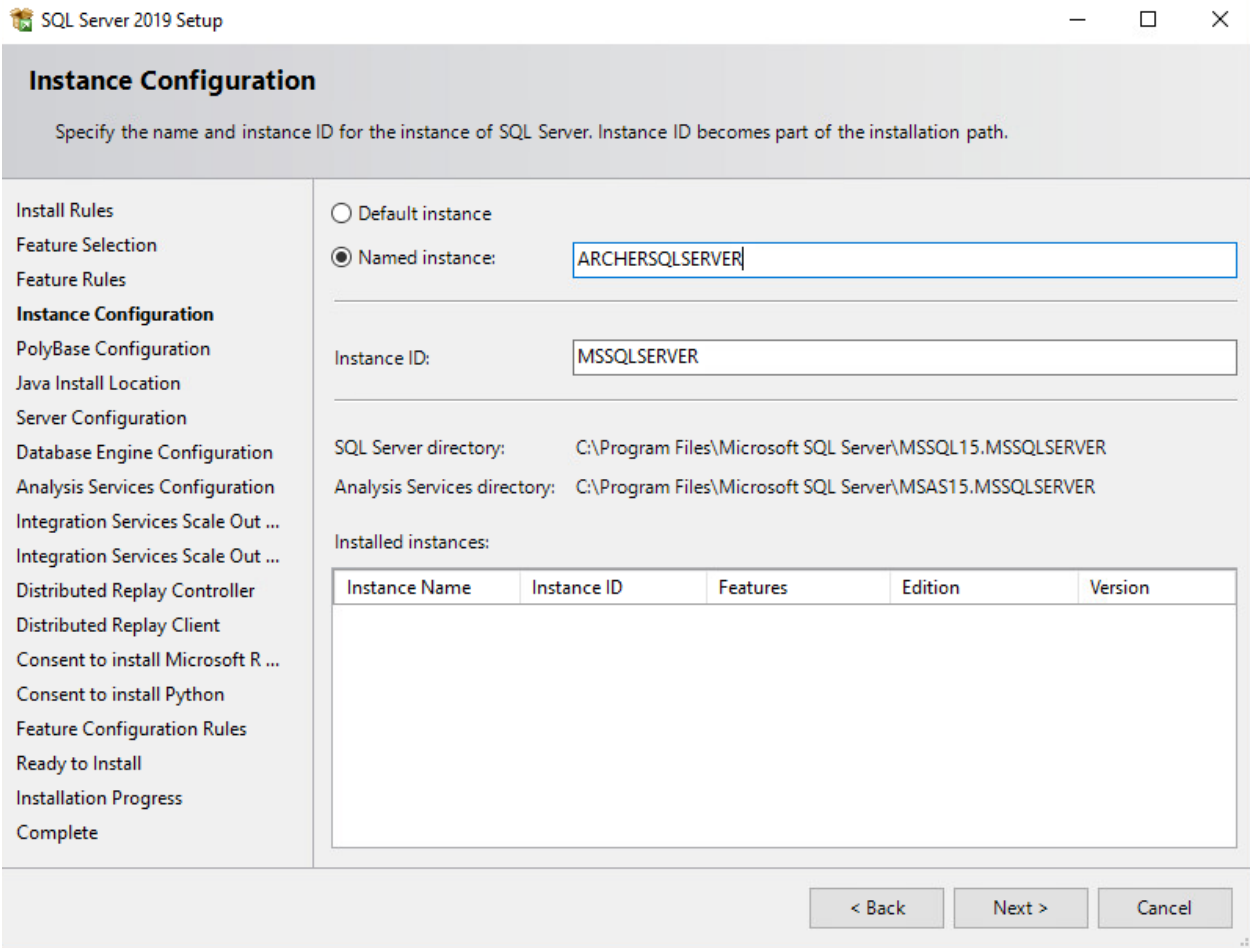 SQL Server 2019 Setup
Instance Configuration
Specify the name and instance ID for the instance of SQL Server. Instance ID becomes part of the installation path.
Install Rules
Feature Selection
Feature Rules
Instance Configuration
PolyBase Configuration
Java Install Location
Server Configuration
Database Engine Configuration
Analysis Services Configuration
Integration Services Scale Out ...
Integration Services Scale Out ...
Distributed Replay Controller
Distributed Replay Client
Consent to install Microsoft R ...
Consent to install Python
Feature Configuration Rules
Ready to Install
Installation Progress
Complete
Default instance
Named instance: ARCHERSQLSERVER
Instance ID: MSSQLSERVER
SQL Server directory: C:\Program Files\Microsoft SQL Server\MSSQL15.MSSQLSERVER
Analysis Services directory: C:\Program Files\Microsoft SQL Server\MSAS15.MSSQLSERVER
Installed instances:
Instance Name Instance ID Features Edition Version
< Back Next > Cancel